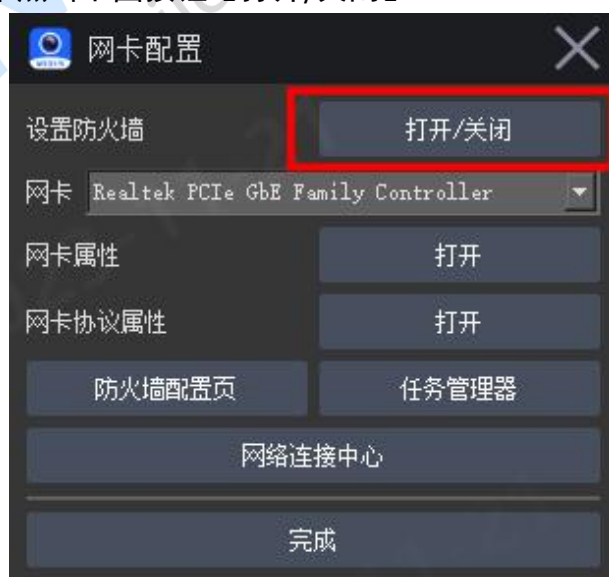 网卡配置
设置防火墙 打开/关闭
网卡 Realtek PCIe GbE Family Controller
网卡属性 打开
网卡协议属性 打开
防火墙配置页 任务管理器
网络连接中心
完成